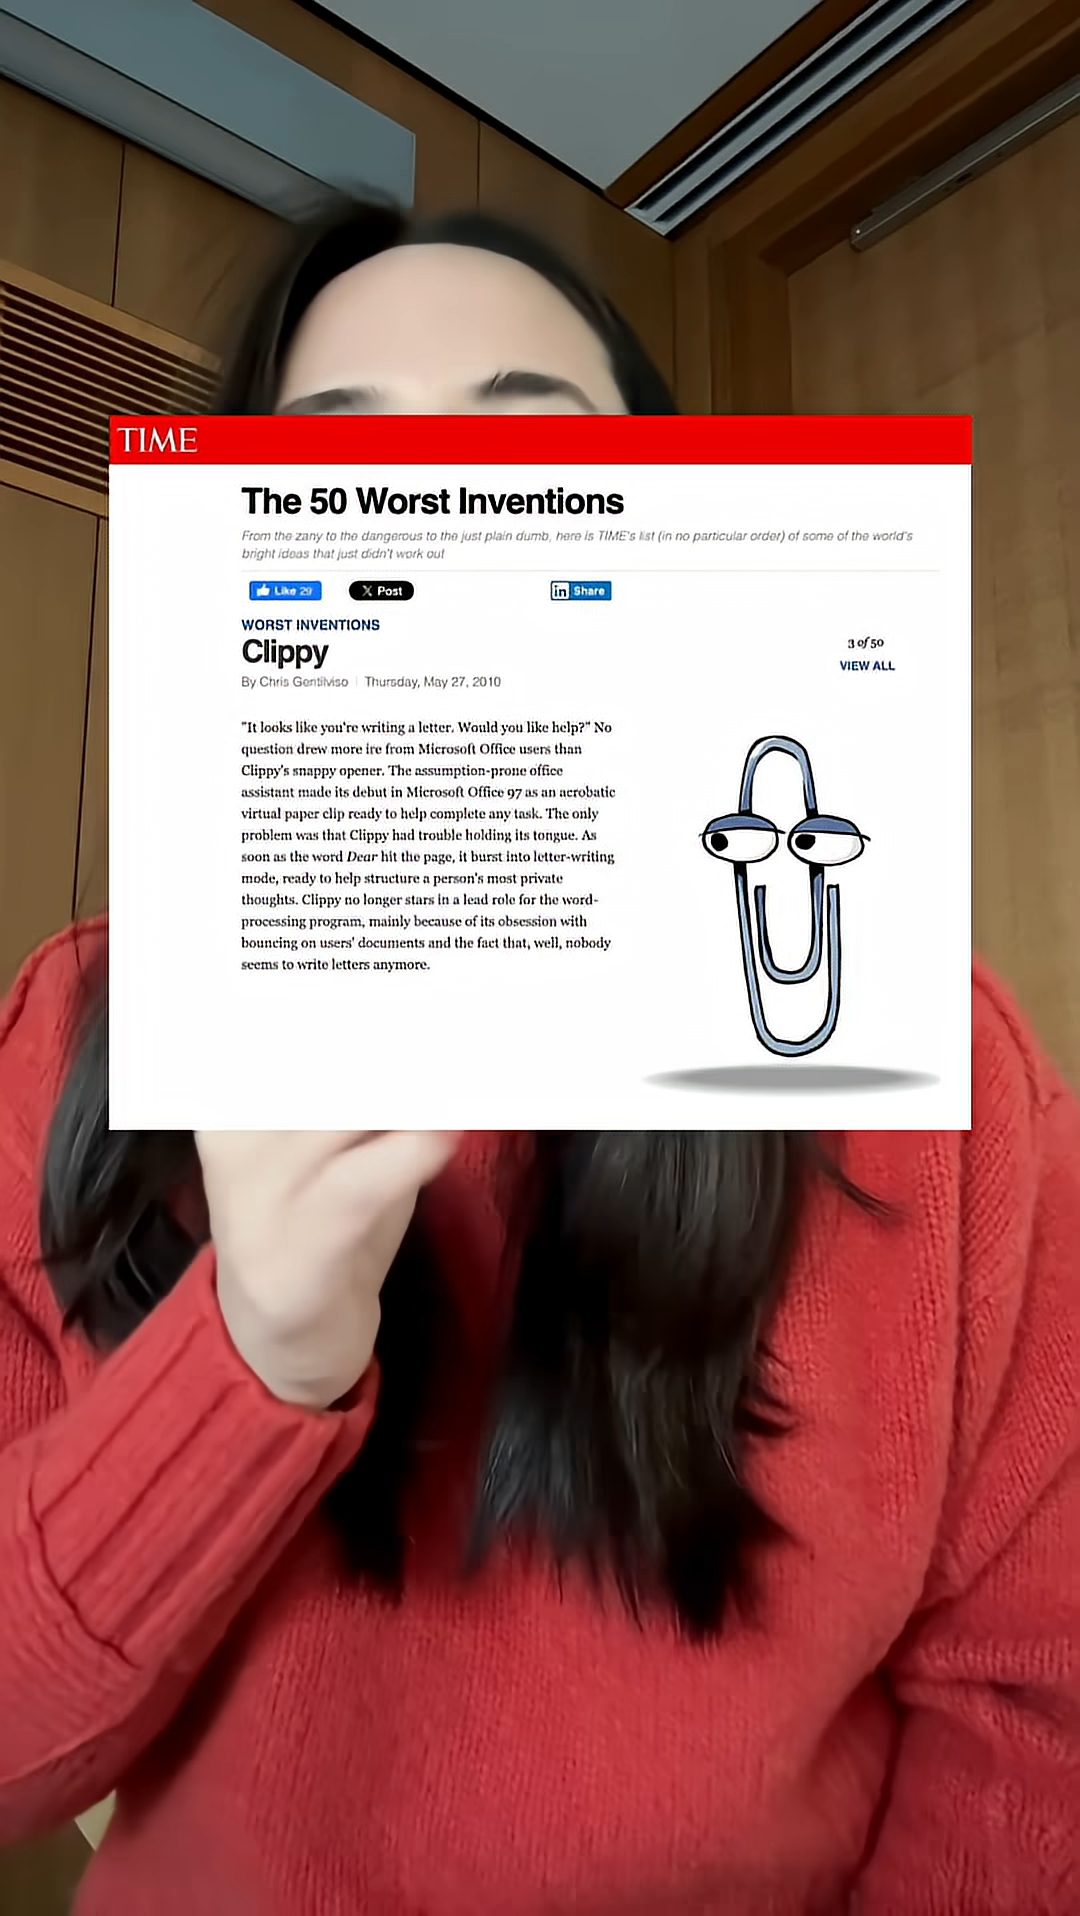 TIME
The 50 Worst Inventions
From the zany to the dangerous to the just plain dumb, here is TIME's list (in no particular order) of some of the world's
bright ideas that just didn't work out
Like 29
X Post
in Share
WORST INVENTIONS
Clippy
3 of 50
VIEW ALL
By Chris Gentilviso | Thursday, May 27, 2010
"It looks like you're writing a letter. Would you like help?" No
question drew more ire from Microsoft Office users than
Clippy's snappy opener. The assumption-prone office
assistant made its debut in Microsoft Office 97 as an acrobatic
virtual paper clip ready to help complete any task. The only
problem was that Clippy had trouble holding its tongue. As
soon as the word Dear hit the page, it burst into letter-writing
mode, ready to help structure a person's most private
thoughts. Clippy no longer stars in a lead role for the word-
processing program, mainly because of its obsession with
bouncing on users' documents and the fact that, well, nobody
seems to write letters anymore.